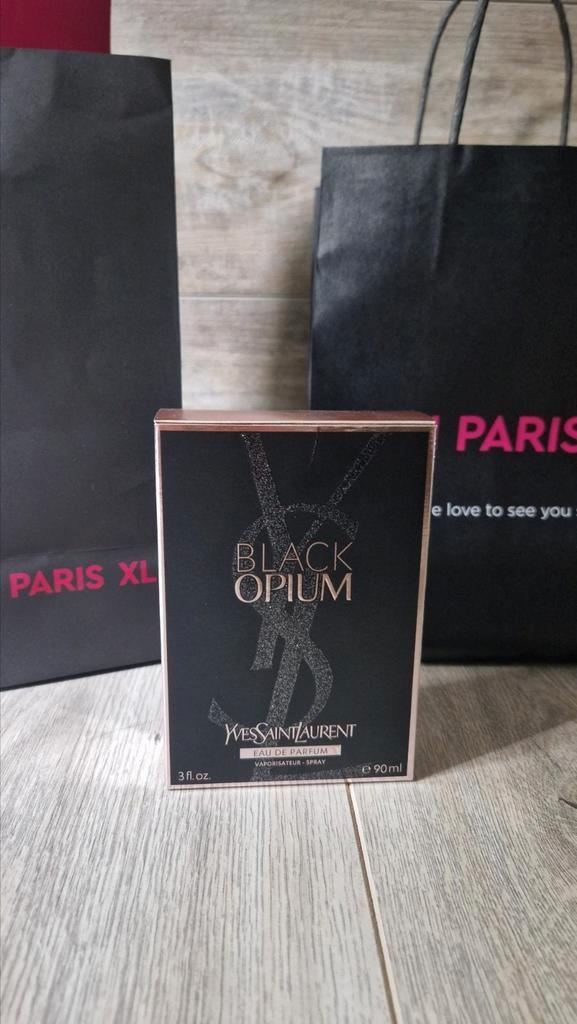 PARIS XL
PARIS
e love to see you
BLACK
OPIUM
YVESSAINTLAURENT
EAU DE PARFUM
VAPORISATEUR - SPRAY
3 fl. oz.
℮ 90 ml